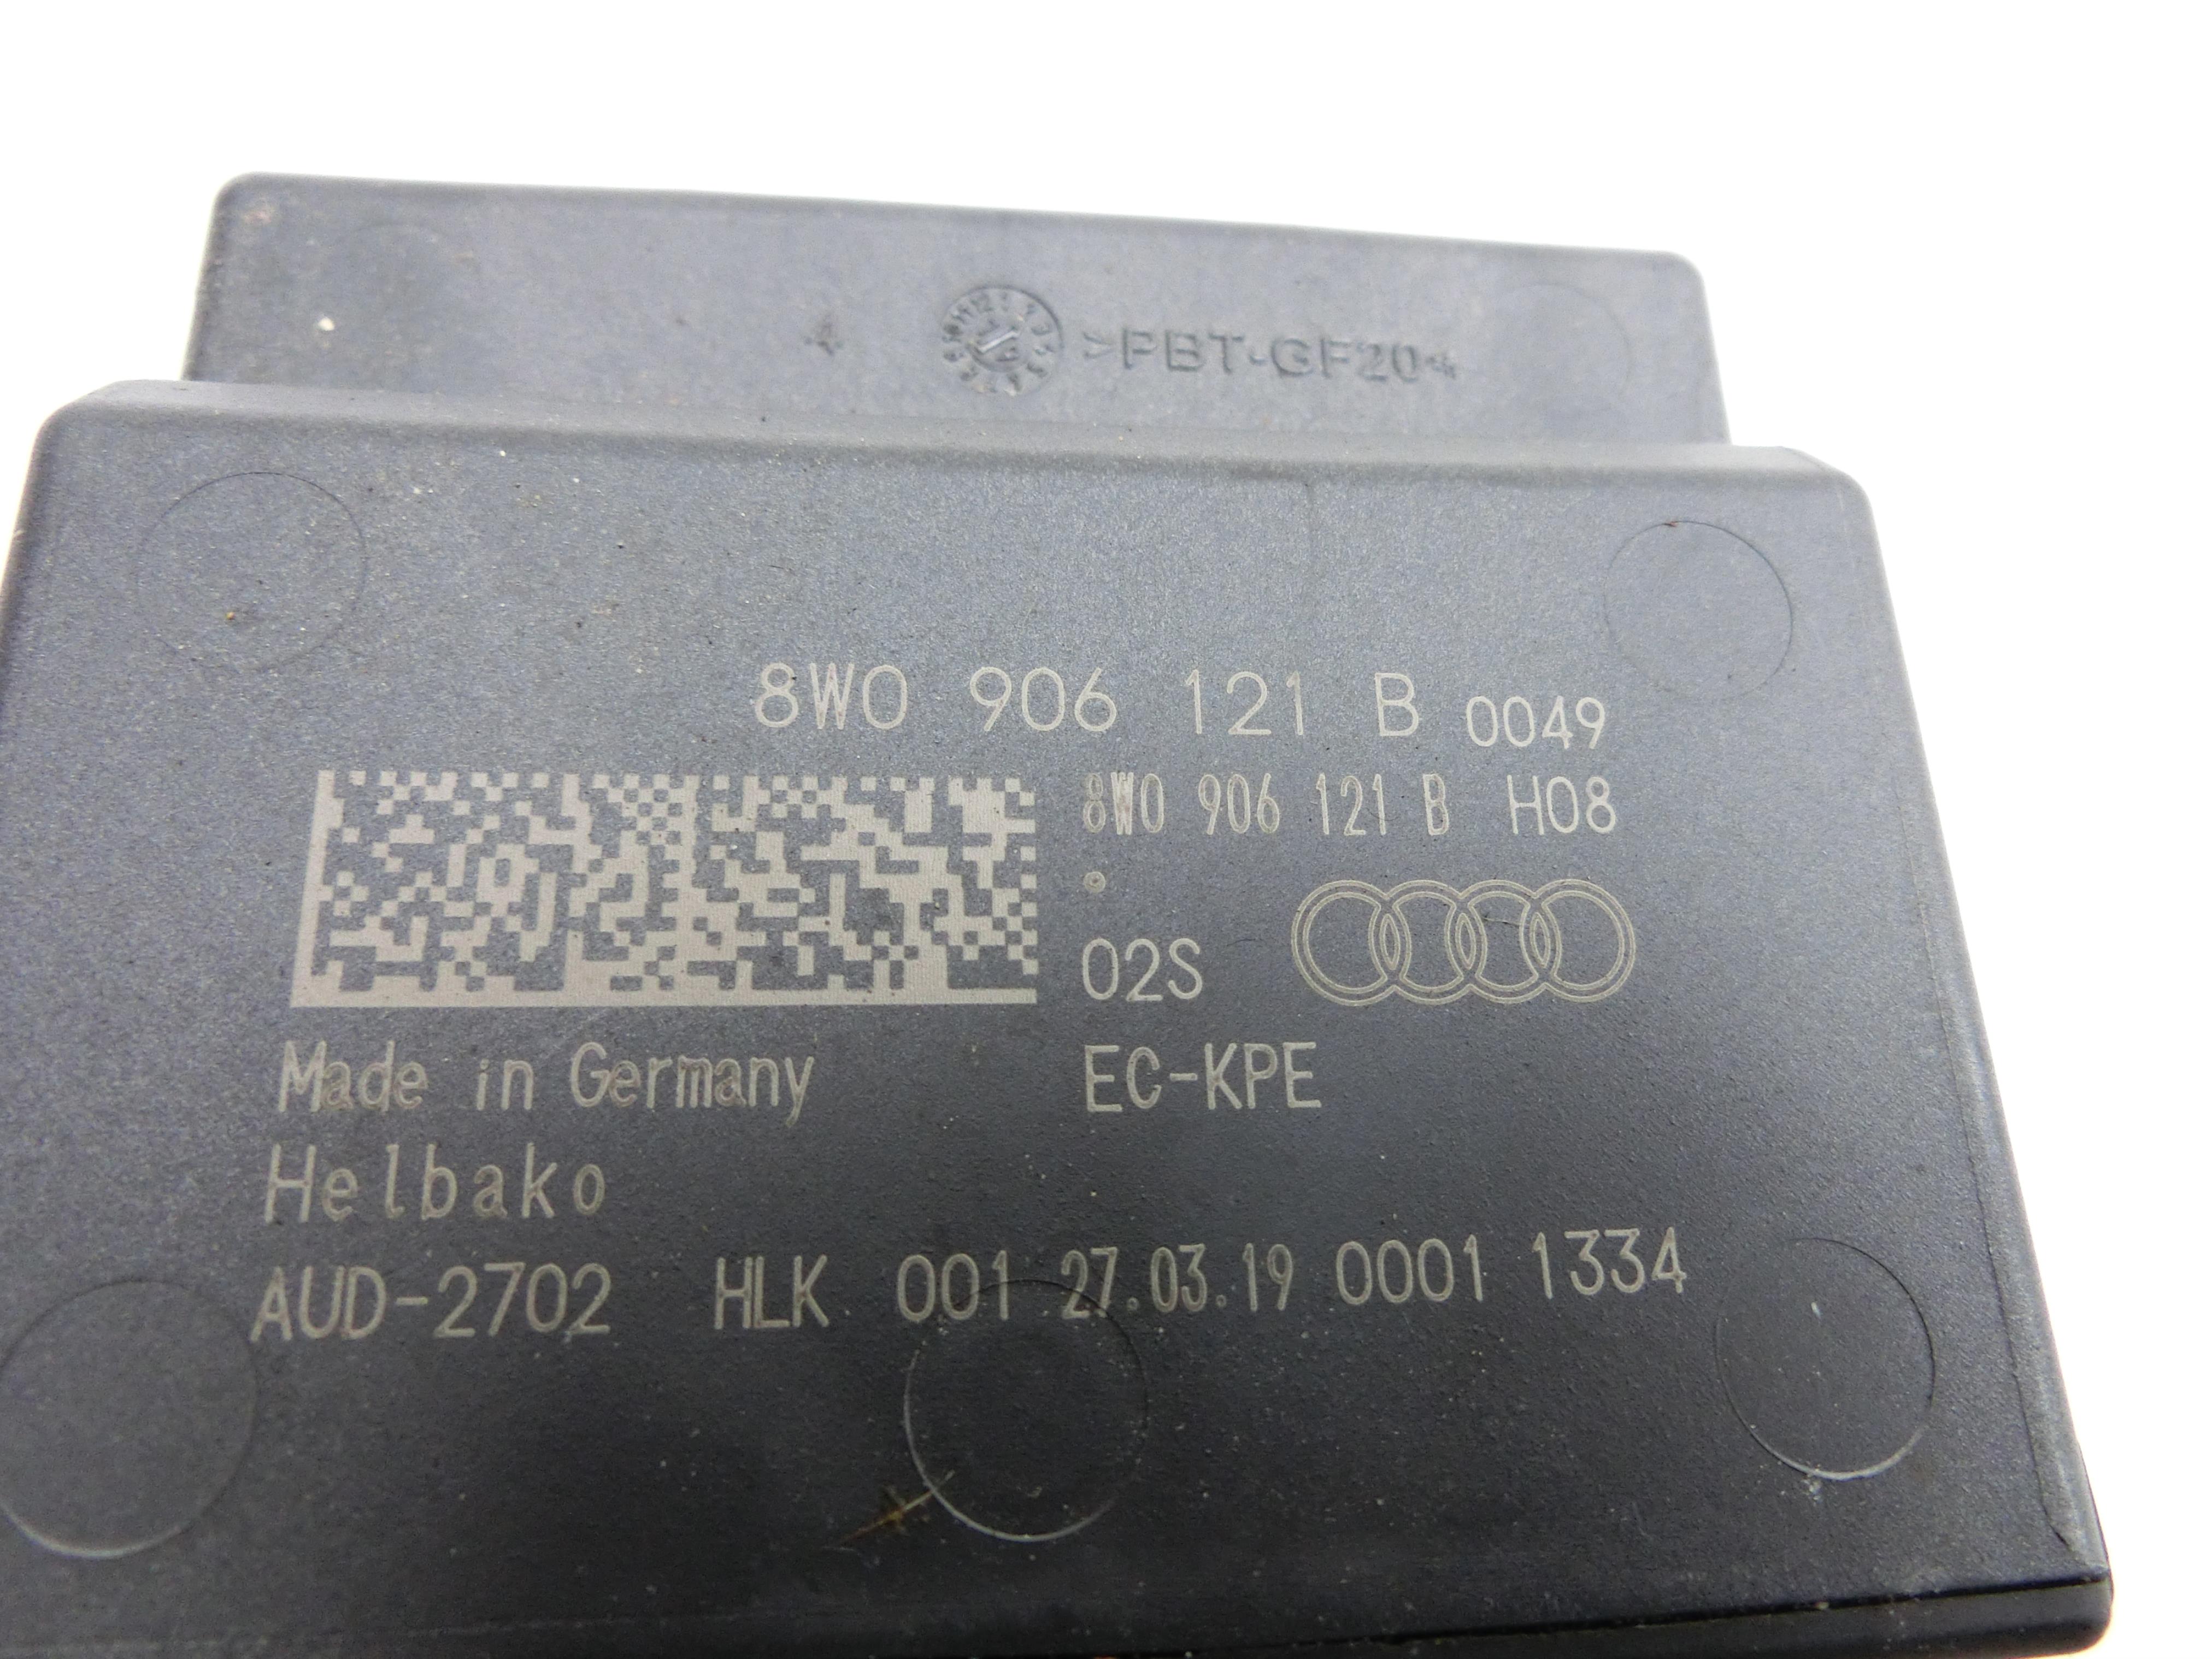 >PBT-GF20<
8W0 906 121 B 0049
8W0 906 121 B H08
02S
Made in Germany EC-KPE
Helbako
AUD-2702 HLK 001 27.03.19 0001 1334